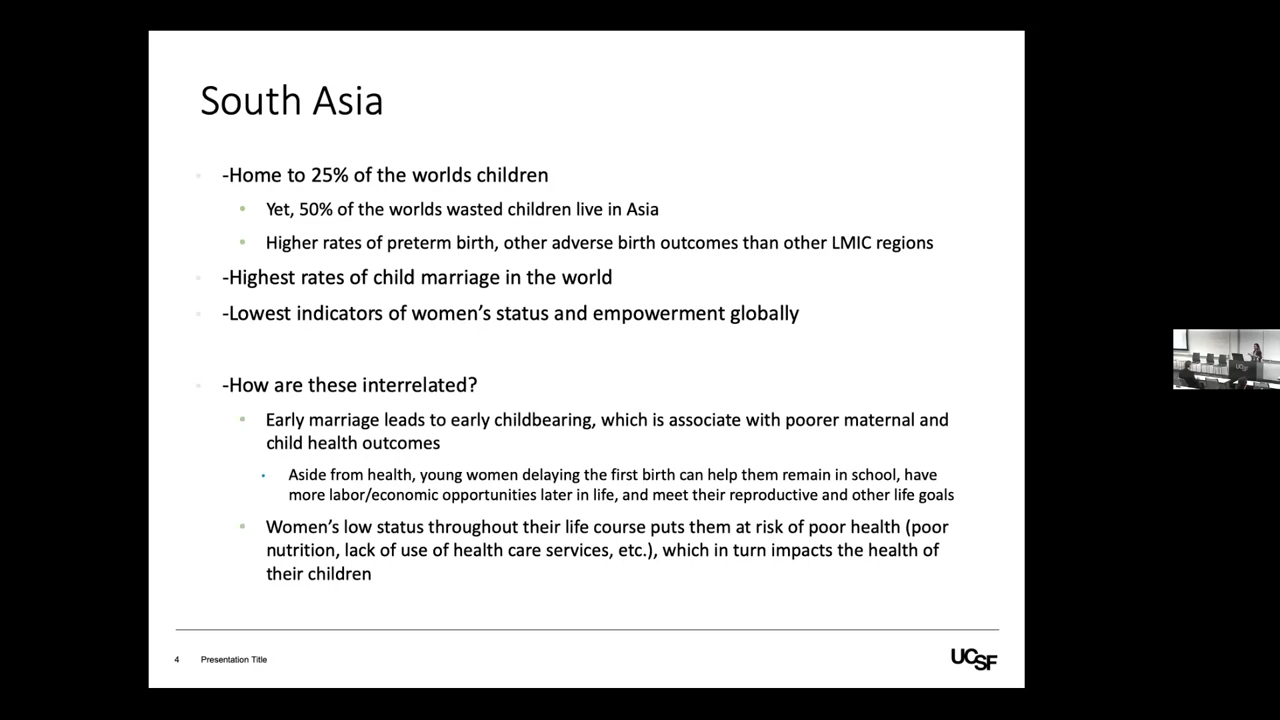 South Asia
-Home to 25% of the worlds children
Yet, 50% of the worlds wasted children live in Asia
Higher rates of preterm birth, other adverse birth outcomes than other LMIC regions
-Highest rates of child marriage in the world
-Lowest indicators of women's status and empowerment globally
-How are these interrelated?
Early marriage leads to early childbearing, which is associate with poorer maternal and
child health outcomes
Aside from health, young women delaying the first birth can help them remain in school, have
more labor/economic opportunities later in life, and meet their reproductive and other life goals
Women's low status throughout their life course puts them at risk of poor health (poor
nutrition, lack of use of health care services, etc.), which in turn impacts the health of
their children
4 Presentation Title
UCSF
UCSF